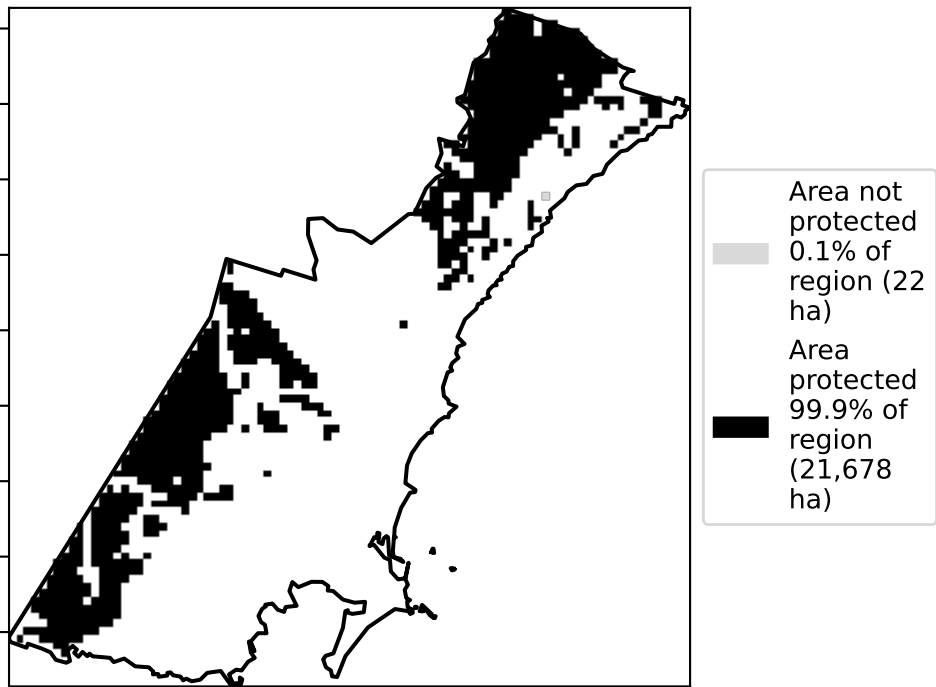 Area not
protected
0.1% of
region (22
ha)
Area
protected
99.9% of
region
(21,678
ha)